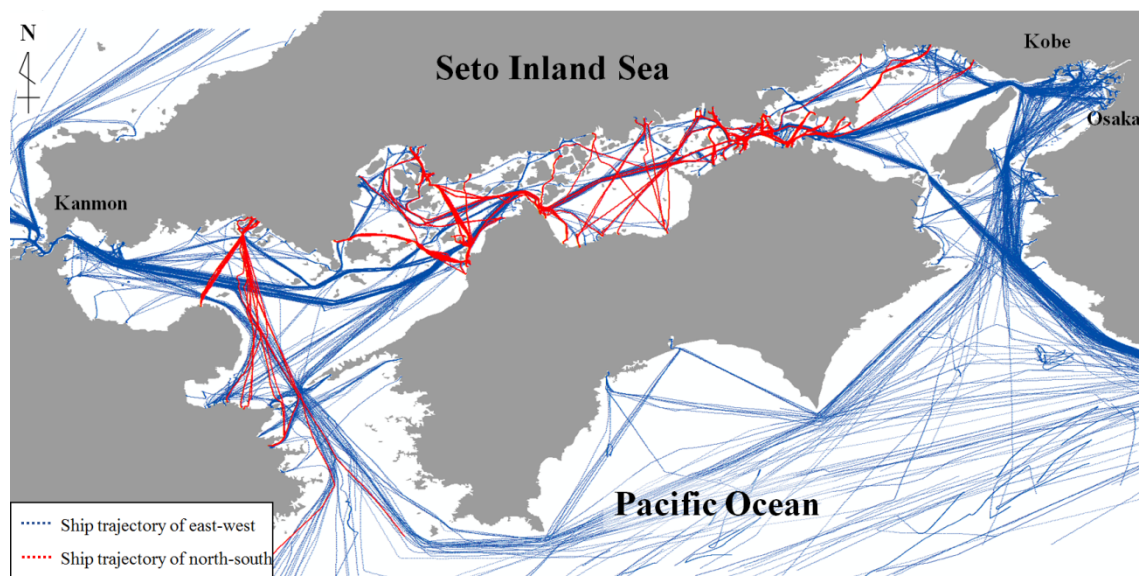 N
Seto Inland Sea
Kobe
Osaka
Kanmon
Pacific Ocean
Ship trajectory of east-west
Ship trajectory of north-south